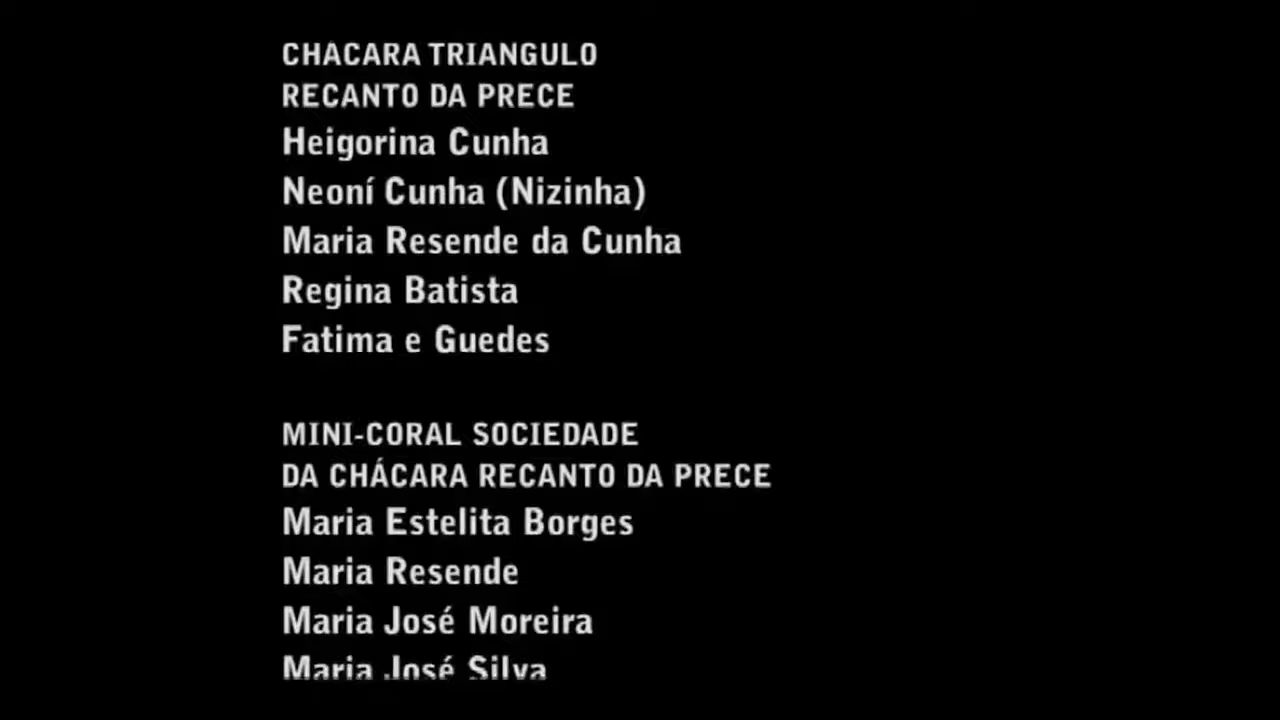 CHÁCARA TRIANGULO
RECANTO DA PRECE
Heigorina Cunha
Neoní Cunha (Nizinha)
Maria Resende da Cunha
Regina Batista
Fatima e Guedes
MINI-CORAL SOCIEDADE
DA CHÁCARA RECANTO DA PRECE
Maria Estelita Borges
Maria Resende
Maria José Moreira
Maria José Silva